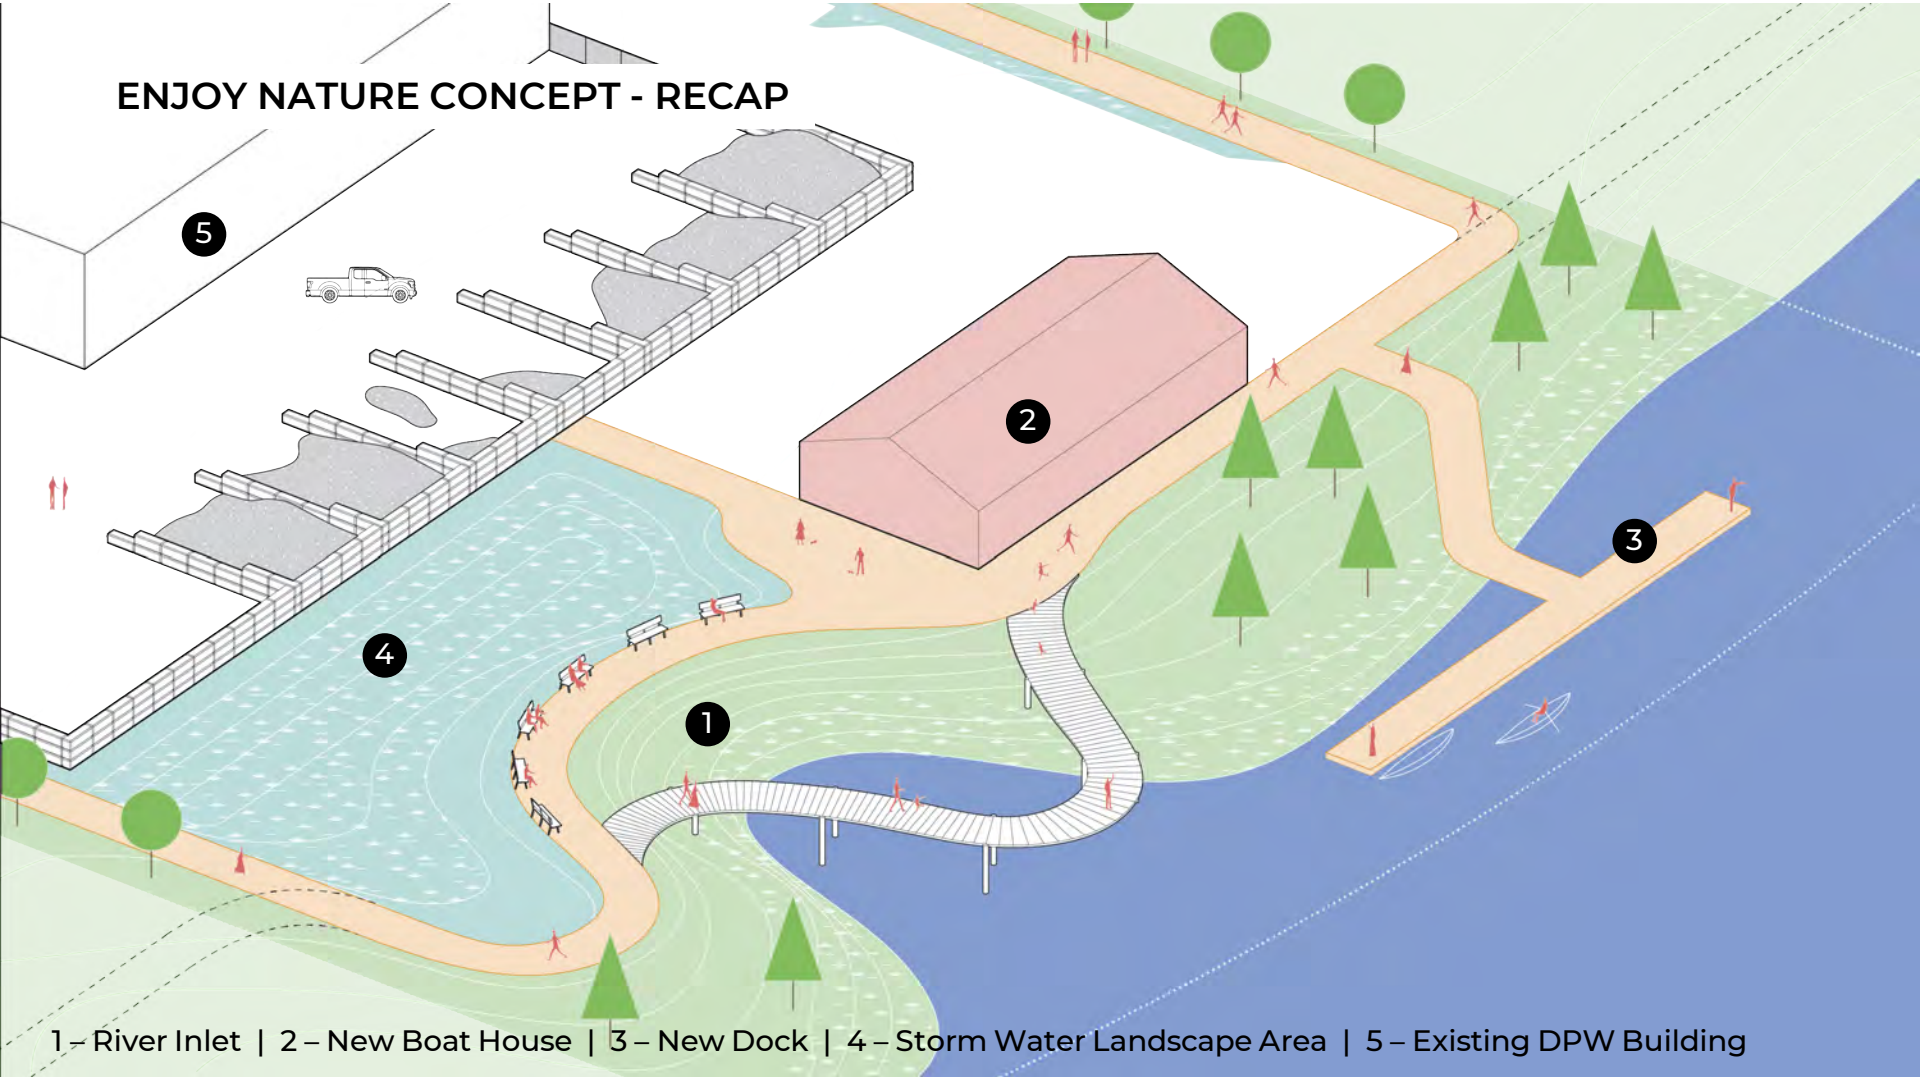 ENJOY NATURE CONCEPT - RECAP
5
2
3
4
1
1 – River Inlet | 2 – New Boat House | 3 – New Dock | 4 – Storm Water Landscape Area | 5 – Existing DPW Building